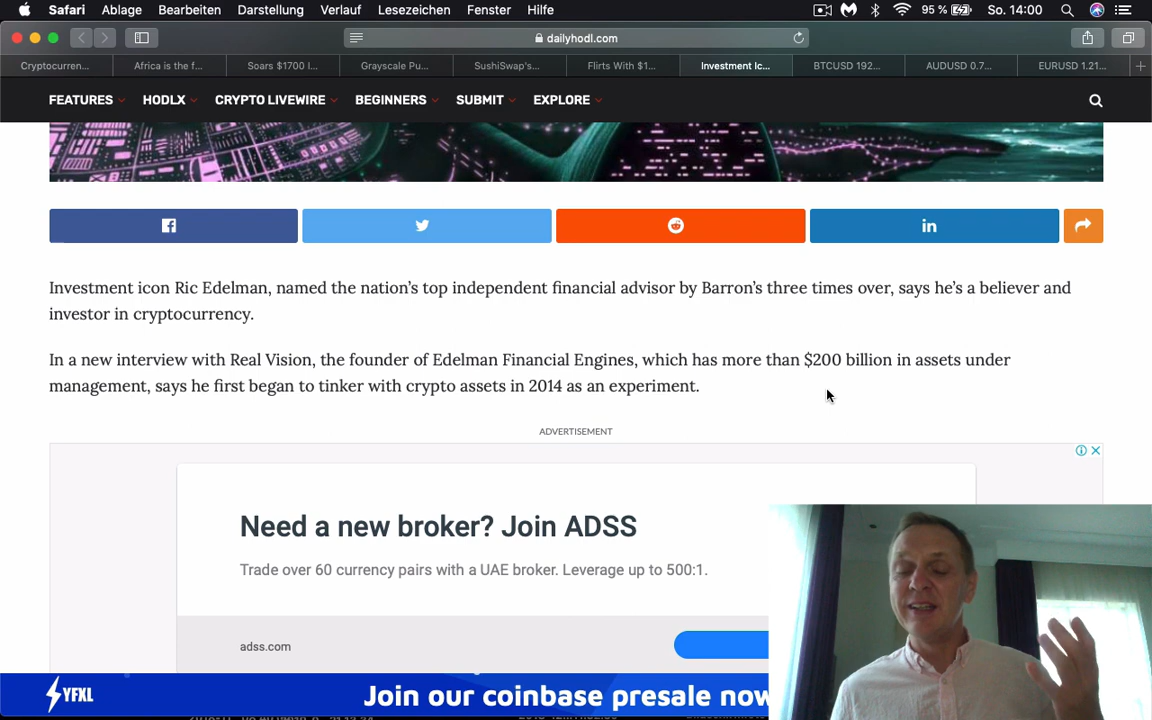 Safari Ablage Bearbeiten Darstellung Verlauf Lesezeichen Fenster Hilfe 95 % So. 14:00
dailyhodl.com
Cryptocurren... Africa is the f... Soars $1700 I... Grayscale Pu... SushiSwap's... Flirts With $1... Investment Ic... BTCUSD 192... AUDUSD 0.7... EURUSD 1.21...
FEATURES HODLX CRYPTO LIVEWIRE BEGINNERS SUBMIT EXPLORE
Investment icon Ric Edelman, named the nation's top independent financial advisor by Barron's three times over, says he's a believer and
investor in cryptocurrency.
In a new interview with Real Vision, the founder of Edelman Financial Engines, which has more than $200 billion in assets under
management, says he first began to tinker with crypto assets in 2014 as an experiment.
ADVERTISEMENT
Need a new broker? Join ADSS
Trade over 60 currency pairs with a UAE broker. Leverage up to 500:1.
adss.com
YFXL
Join our coinbase presale now